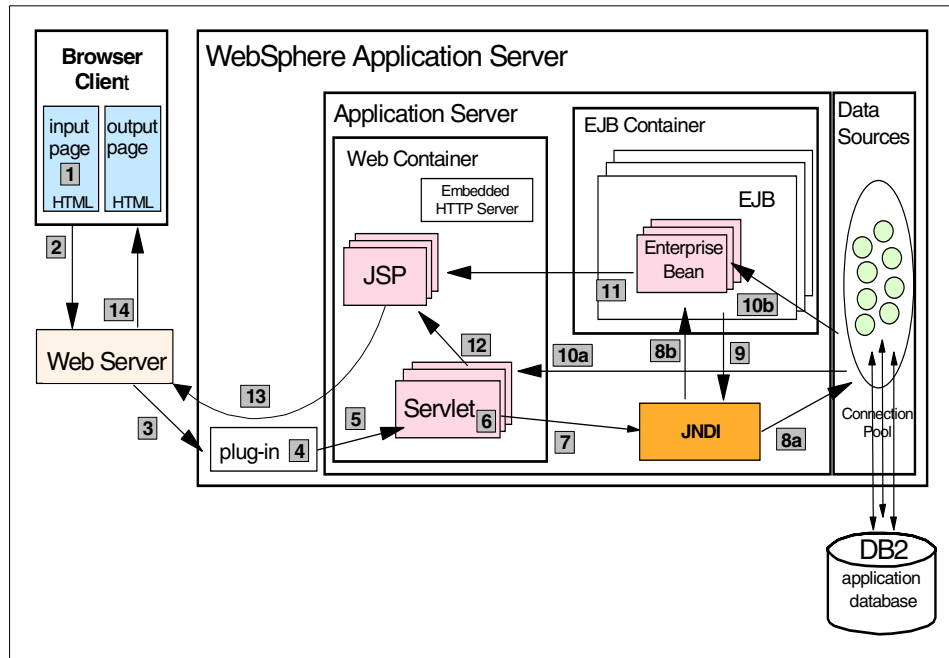 Browser
Client
input
page
1
HTML
output
page
HTML
2
14
Web Server
3
WebSphere Application Server
Application Server
Web Container
Embedded
HTTP Server
JSP
12
13
Servlet
5
6
plug-in
4
7
EJB Container
EJB
Enterprise
Bean
11
10b
10a
8b
9
JNDI
8a
Data
Sources
Connection
Pool
DB2
application
database